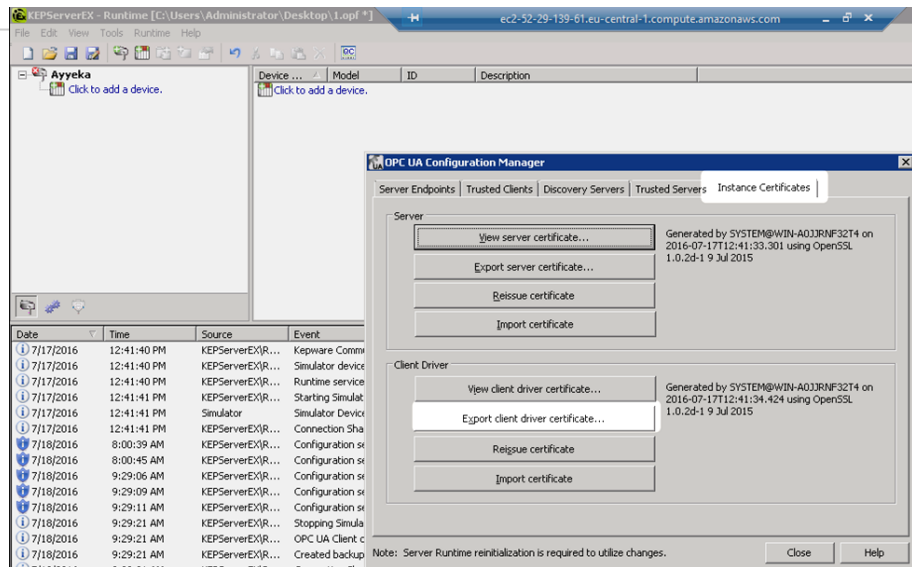 KEPServerEX - Runtime [C:\Users\Administrator\Desktop\1.opf *]
ec2-52-29-139-61.eu-central-1.compute.amazonaws.com
File Edit View Tools Runtime Help
Ayyeka
Click to add a device.
Device ... Model ID Description
Click to add a device.
OPC UA Configuration Manager
Server Endpoints Trusted Clients Discovery Servers Trusted Servers Instance Certificates
Server
View server certificate...
Export server certificate...
Reissue certificate
Import certificate
Generated by SYSTEM@WIN-A0JJRNF32T4 on
2016-07-17T12:41:33.301 using OpenSSL
1.0.2d-1 9 Jul 2015
Client Driver
View client driver certificate...
Export client driver certificate...
Reissue certificate
Import certificate
Generated by SYSTEM@WIN-A0JJRNF32T4 on
2016-07-17T12:41:34.424 using OpenSSL
1.0.2d-1 9 Jul 2015
Note: Server Runtime reinitialization is required to utilize changes.
Close Help
Date Time Source Event
7/17/2016 12:41:40 PM KEPServerEX\R... Kepware Commu
7/17/2016 12:41:40 PM KEPServerEX\R... Simulator device
7/17/2016 12:41:40 PM KEPServerEX\R... Runtime service
7/17/2016 12:41:41 PM KEPServerEX\R... Starting Simulat
7/17/2016 12:41:41 PM Simulator Simulator Device
7/17/2016 12:41:41 PM KEPServerEX\R... Connection Sha
7/18/2016 8:00:39 AM KEPServerEX\R... Configuration se
7/18/2016 8:00:45 AM KEPServerEX\R... Configuration se
7/18/2016 9:29:06 AM KEPServerEX\R... Configuration se
7/18/2016 9:29:09 AM KEPServerEX\R... Configuration se
7/18/2016 9:29:11 AM KEPServerEX\R... Configuration se
7/18/2016 9:29:21 AM KEPServerEX\R... Stopping Simula
7/18/2016 9:29:21 AM KEPServerEX\R... OPC UA Client c
7/18/2016 9:29:21 AM KEPServerEX\R... Created backup